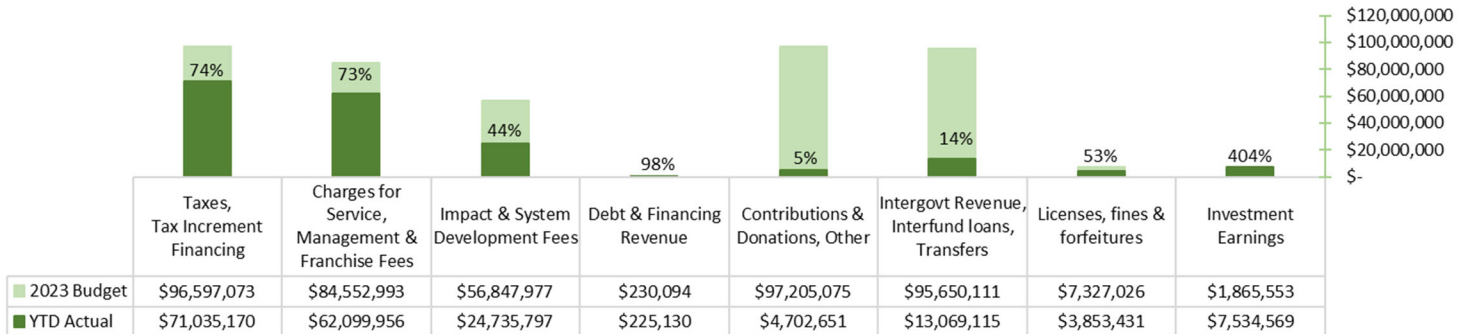 $120,000,000
$100,000,000
$80,000,000
$60,000,000
$40,000,000
$20,000,000
$-
74%
73%
44%
98%
5%
14%
53%
404%
Taxes,
Tax Increment
Financing
Charges for
Service,
Management &
Franchise Fees
Impact & System
Development Fees
Debt & Financing
Revenue
Contributions &
Donations, Other
Intergovt Revenue,
Interfund loans,
Transfers
Licenses, fines &
forfeitures
Investment
Earnings
2023 Budget $96,597,073 $84,552,993 $56,847,977 $230,094 $97,205,075 $95,650,111 $7,327,026 $1,865,553
YTD Actual $71,035,170 $62,099,956 $24,735,797 $225,130 $4,702,651 $13,069,115 $3,853,431 $7,534,569